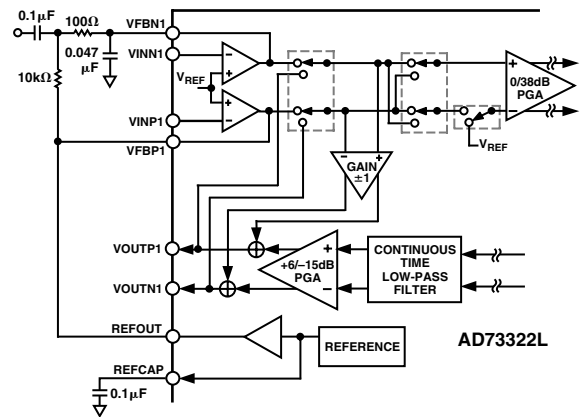 0.1µF
100Ω
VFBN1
0.047
µF
VINN1
10kΩ
VREF
0/38dB
PGA
VINP1
VFBP1
VREF
GAIN
±1
VOUTP1
+6/–15dB
PGA
CONTINUOUS
TIME
LOW-PASS
FILTER
VOUTN1
REFOUT
REFERENCE
AD73322L
REFCAP
0.1µF